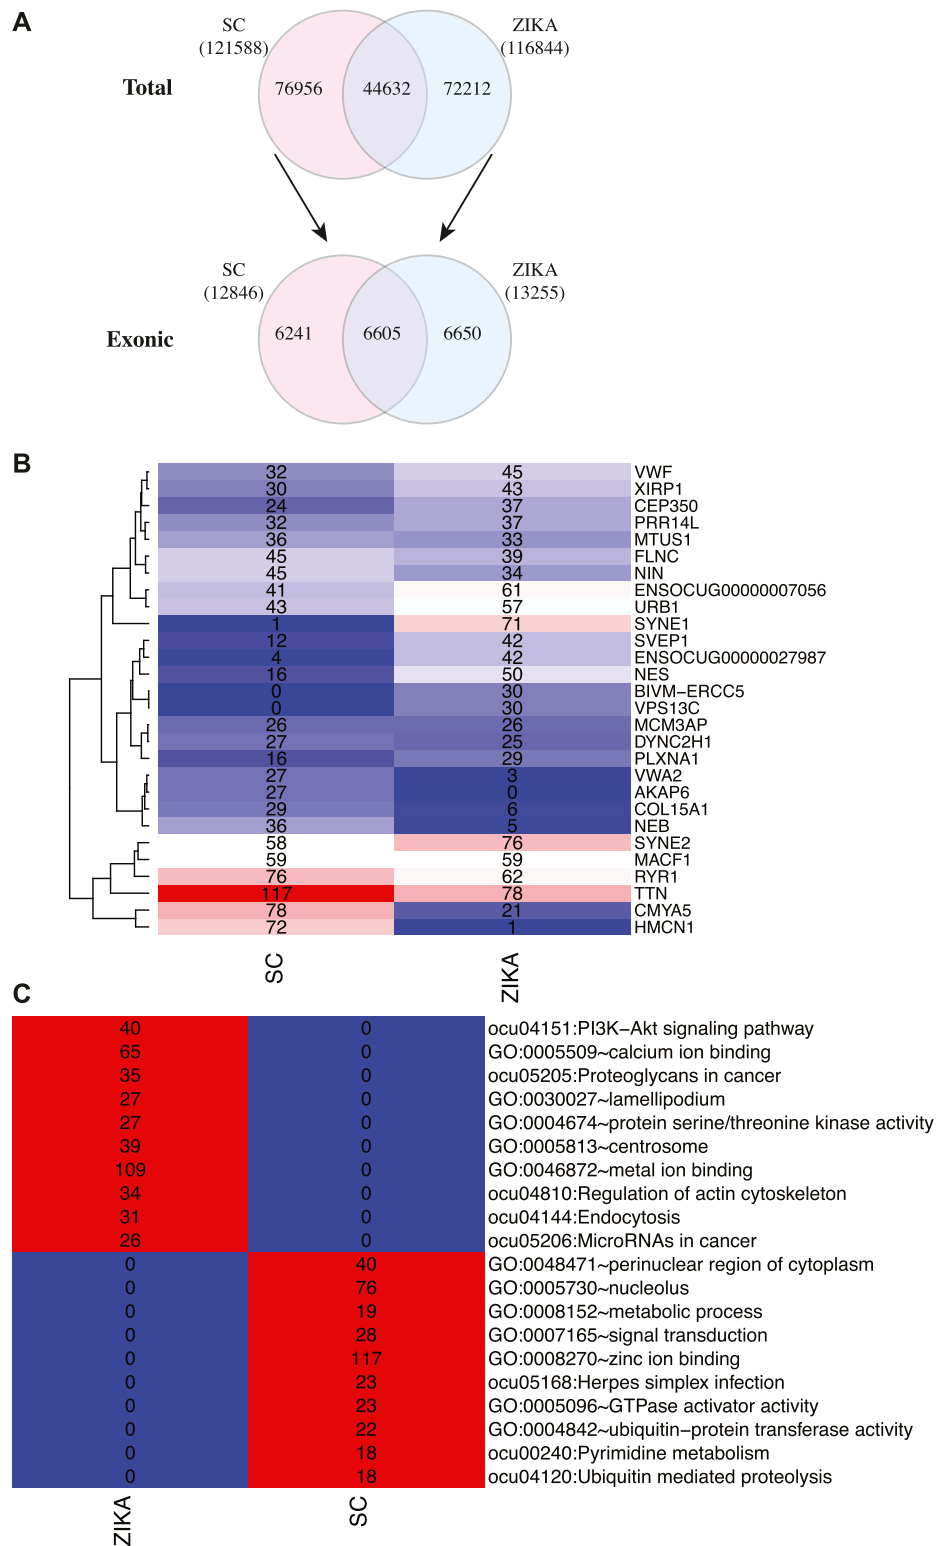 A
SC
(121588)
ZIKA
(116844)
Total
76956
44632
72212
SC
(12846)
ZIKA
(13255)
Exonic
6241
6605
6650
B
32 45 VWF
30 43 XIRP1
24 37 CEP350
32 37 PRR14L
36 33 MTUS1
45 39 FLNC
45 34 NIN
41 61 ENSOCUG00000007056
43 57 URB1
1 71 SYNE1
12 42 SVEP1
4 42 ENSOCUG00000027987
16 50 NES
0 30 BIVM−ERCC5
0 30 VPS13C
26 26 MCM3AP
27 25 DYNC2H1
16 29 PLXNA1
27 3 VWA2
27 0 AKAP6
29 6 COL15A1
36 5 NEB
58 76 SYNE2
59 59 MACF1
76 62 RYR1
117 78 TTN
78 21 CMYA5
72 1 HMCN1
SC
ZIKA
C
40 0 ocu04151:PI3K−Akt signaling pathway
65 0 GO:0005509~calcium ion binding
35 0 ocu05205:Proteoglycans in cancer
27 0 GO:0030027~lamellipodium
27 0 GO:0004674~protein serine/threonine kinase activity
39 0 GO:0005813~centrosome
109 0 GO:0046872~metal ion binding
34 0 ocu04810:Regulation of actin cytoskeleton
31 0 ocu04144:Endocytosis
26 0 ocu05206:MicroRNAs in cancer
0 40 GO:0048471~perinuclear region of cytoplasm
0 76 GO:0005730~nucleolus
0 19 GO:0008152~metabolic process
0 28 GO:0007165~signal transduction
0 117 GO:0008270~zinc ion binding
0 23 ocu05168:Herpes simplex infection
0 23 GO:0005096~GTPase activator activity
0 22 GO:0004842~ubiquitin−protein transferase activity
0 18 ocu00240:Pyrimidine metabolism
0 18 ocu04120:Ubiquitin mediated proteolysis
ZIKA
SC